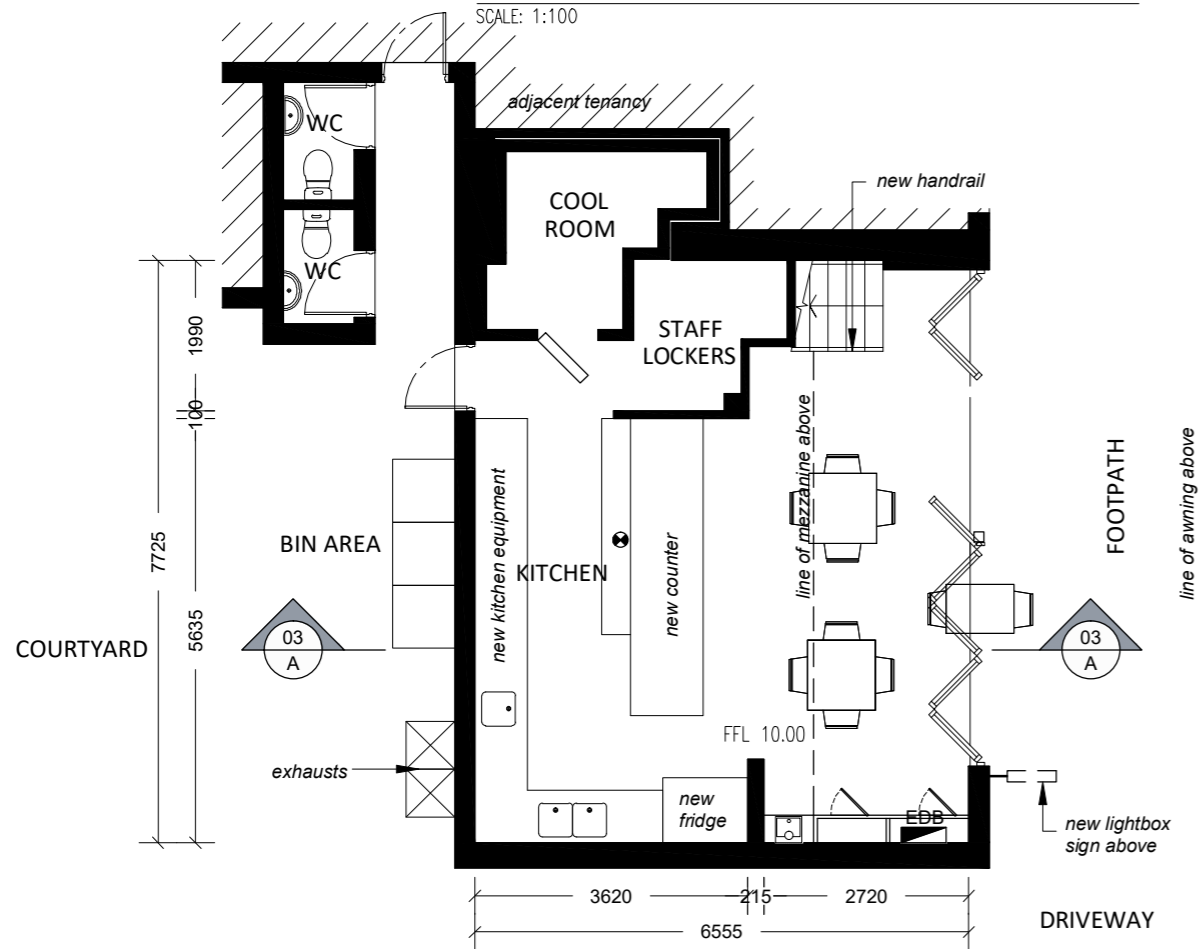 SCALE: 1:100
adjacent tenancy
WC
new handrail
COOL
ROOM
WC
STAFF
LOCKERS
1990
100
7725
5635
COURTYARD
BIN AREA
03
A
new kitchen equipment
KITCHEN
new counter
line of mezzanine above
FOOTPATH
line of awning above
03
A
FFL 10.00
exhausts
new
fridge
EDB
new lightbox
sign above
3620
215
2720
6555
DRIVEWAY